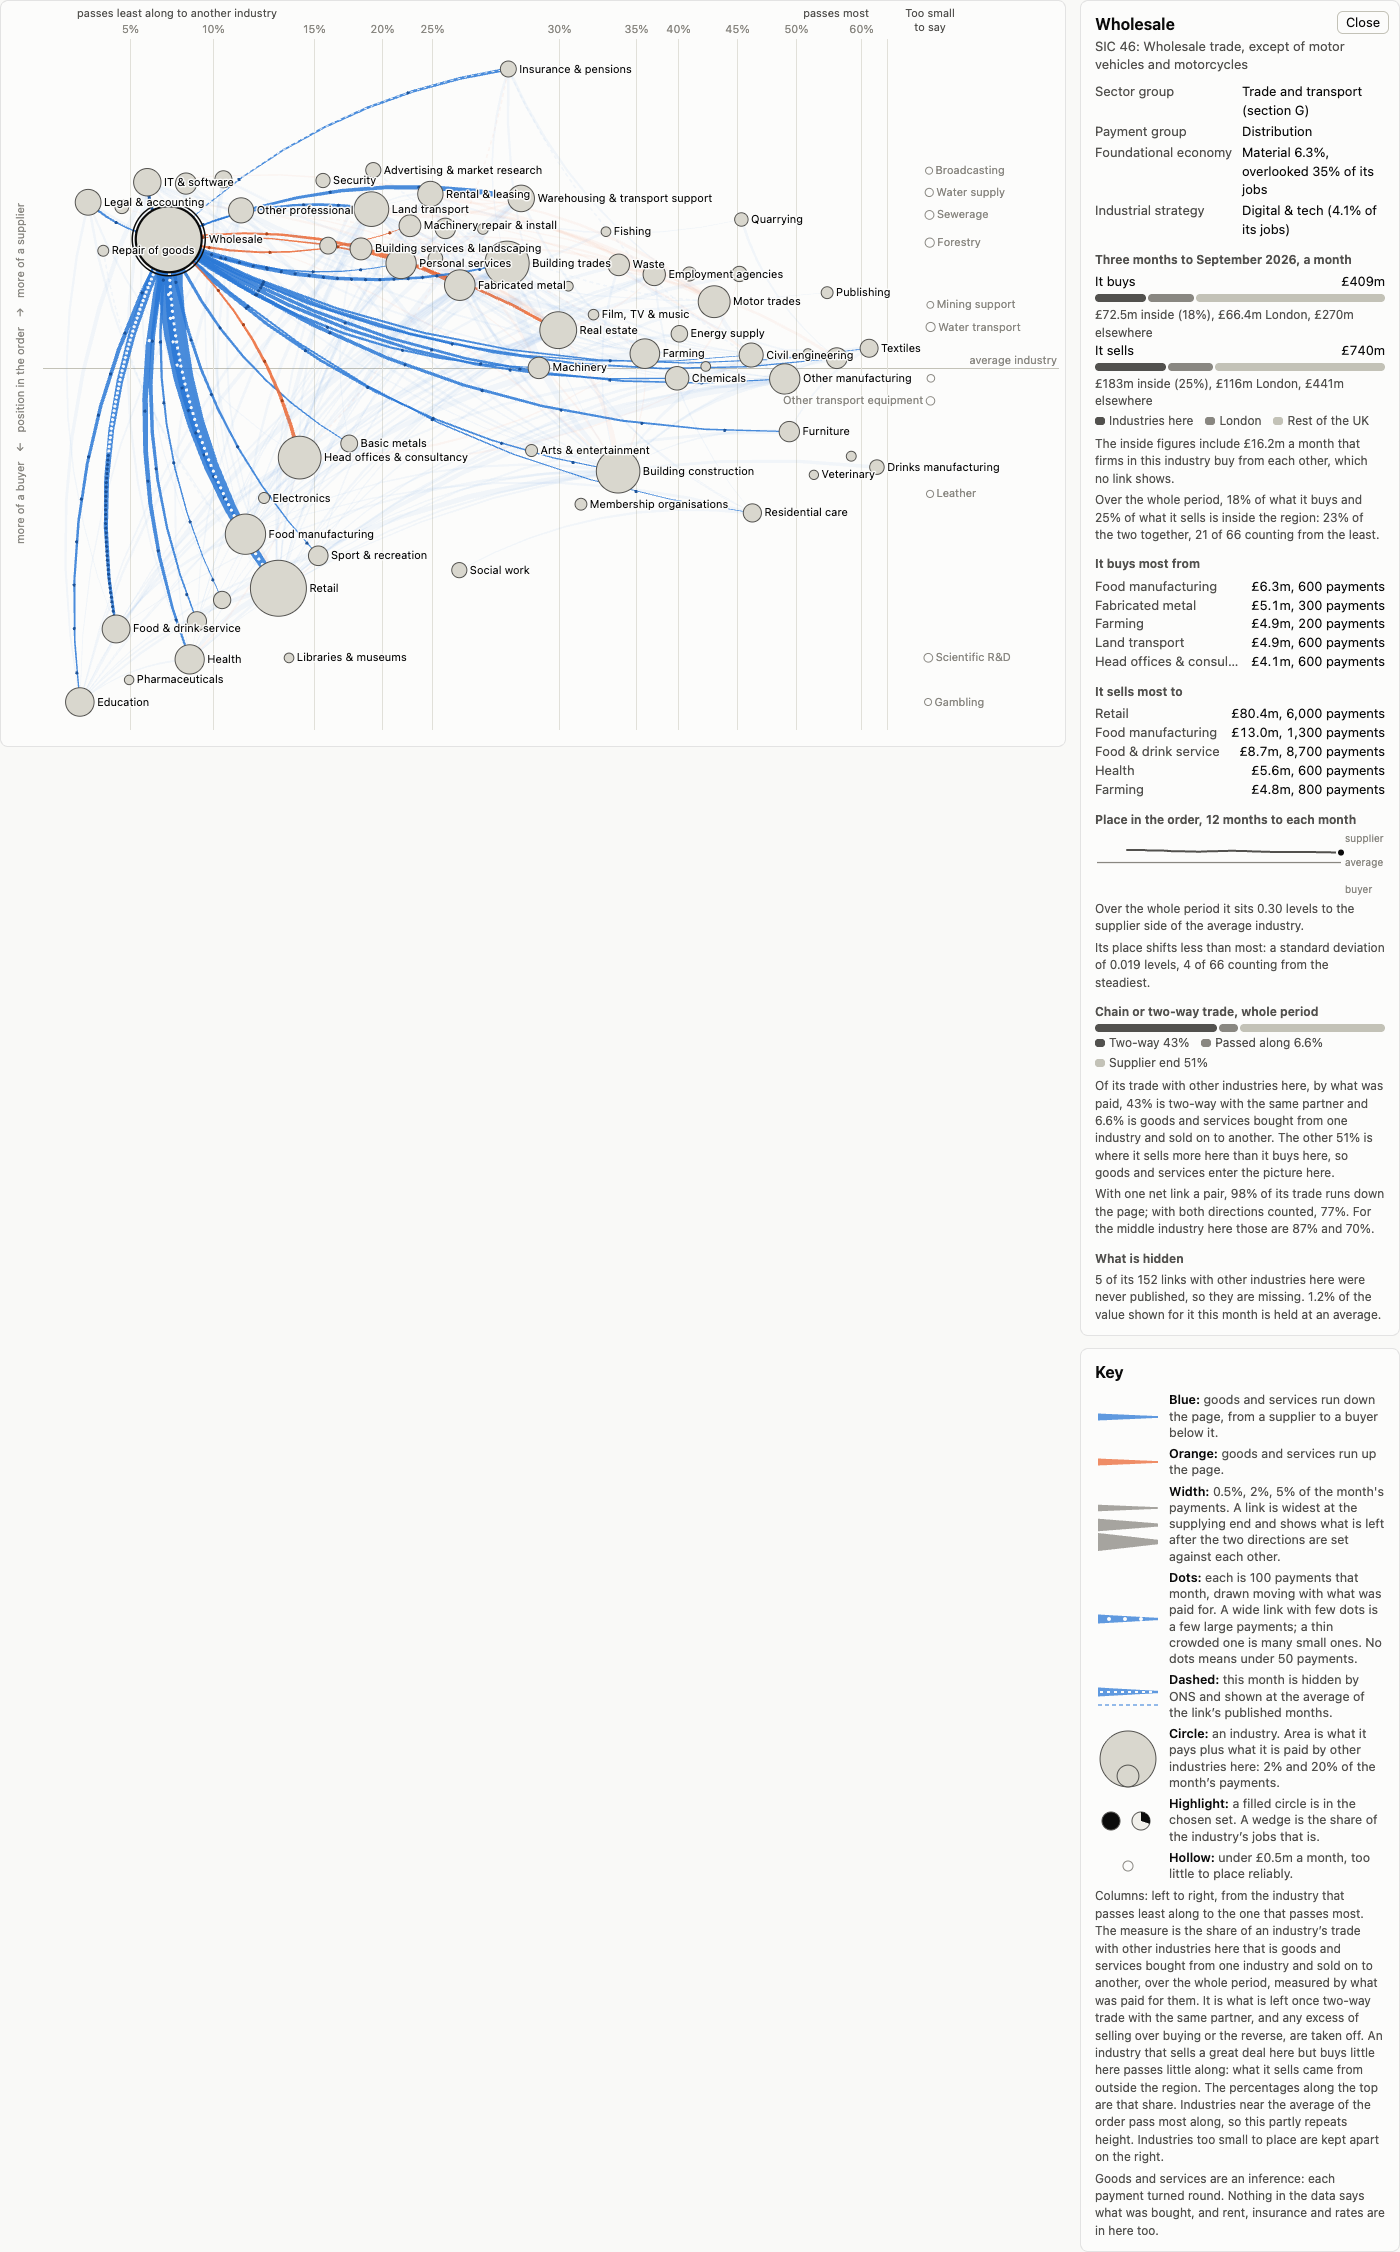 passes least along to another industry
passes most
Too small
to say
5%
10%
15%
20%
25%
30%
35%
40%
45%
50%
60%
more of a buyer ← position in the order → more of a supplier
Insurance & pensions
Advertising & market research
Security
IT & software
Rental & leasing
Warehousing & transport support
Legal & accounting
Other professional
Land transport
Machinery repair & install
Quarrying
Fishing
Wholesale
Repair of goods
Building services & landscaping
Personal services
Building trades
Waste
Employment agencies
Fabricated metal
Publishing
Motor trades
Film, TV & music
Real estate
Energy supply
Textiles
Farming
Civil engineering
average industry
Machinery
Chemicals
Other manufacturing
Other transport equipment
Furniture
Basic metals
Head offices & consultancy
Arts & entertainment
Building construction
Veterinary
Drinks manufacturing
Electronics
Membership organisations
Residential care
Food manufacturing
Sport & recreation
Social work
Retail
Food & drink service
Health
Libraries & museums
Pharmaceuticals
Education
Broadcasting
Water supply
Sewerage
Forestry
Mining support
Water transport
Leather
Scientific R&D
Gambling
Wholesale
Close
SIC 46: Wholesale trade, except of motor
vehicles and motorcycles
Sector group Trade and transport
(section G)
Payment group Distribution
Foundational economy Material 6.3%,
overlooked 35% of its
jobs
Industrial strategy Digital & tech (4.1% of
its jobs)
Three months to September 2026, a month
It buys £409m
£72.5m inside (18%), £66.4m London, £270m
elsewhere
It sells £740m
£183m inside (25%), £116m London, £441m
elsewhere
Industries here London Rest of the UK
The inside figures include £16.2m a month that
firms in this industry buy from each other, which
no link shows.
Over the whole period, 18% of what it buys and
25% of what it sells is inside the region: 23% of
the two together, 21 of 66 counting from the least.
It buys most from
Food manufacturing £6.3m, 600 payments
Fabricated metal £5.1m, 300 payments
Farming £4.9m, 200 payments
Land transport £4.9m, 600 payments
Head offices & consul... £4.1m, 600 payments
It sells most to
Retail £80.4m, 6,000 payments
Food manufacturing £13.0m, 1,300 payments
Food & drink service £8.7m, 8,700 payments
Health £5.6m, 600 payments
Farming £4.8m, 800 payments
Place in the order, 12 months to each month
supplier
average
buyer
Over the whole period it sits 0.30 levels to the
supplier side of the average industry.
Its place shifts less than most: a standard deviation
of 0.019 levels, 4 of 66 counting from the
steadiest.
Chain or two-way trade, whole period
Two-way 43% Passed along 6.6%
Supplier end 51%
Of its trade with other industries here, by what was
paid, 43% is two-way with the same partner and
6.6% is goods and services bought from one
industry and sold on to another. The other 51% is
where it sells more here than it buys here, so
goods and services enter the picture here.
With one net link a pair, 98% of its trade runs down
the page; with both directions counted, 77%. For
the middle industry here those are 87% and 70%.
What is hidden
5 of its 152 links with other industries here were
never published, so they are missing. 1.2% of the
value shown for it this month is held at an average.
Key
Blue: goods and services run down
the page, from a supplier to a buyer
below it.
Orange: goods and services run up
the page.
Width: 0.5%, 2%, 5% of the month's
payments. A link is widest at the
supplying end and shows what is left
after the two directions are set
against each other.
Dots: each is 100 payments that
month, drawn moving with what was
paid for. A wide link with few dots is
a few large payments; a thin
crowded one is many small ones. No
dots means under 50 payments.
Dashed: this month is hidden by
ONS and shown at the average of
the link's published months.
Circle: an industry. Area is what it
pays plus what it is paid by other
industries here: 2% and 20% of the
month's payments.
Highlight: a filled circle is in the
chosen set. A wedge is the share of
the industry's jobs that is.
Hollow: under £0.5m a month, too
little to place reliably.
Columns: left to right, from the industry that
passes least along to the one that passes most.
The measure is the share of an industry's trade
with other industries here that is goods and
services bought from one industry and sold on to
another, over the whole period, measured by what
was paid for them. It is what is left once two-way
trade with the same partner, and any excess of
selling over buying or the reverse, are taken off. An
industry that sells a great deal here but buys little
here passes little along: what it sells came from
outside the region. The percentages along the top
are that share. Industries near the average of the
order pass most along, so this partly repeats
height. Industries too small to place are kept apart
on the right.
Goods and services are an inference: each
payment turned round. Nothing in the data says
what was bought, and rent, insurance and rates are
in here too.